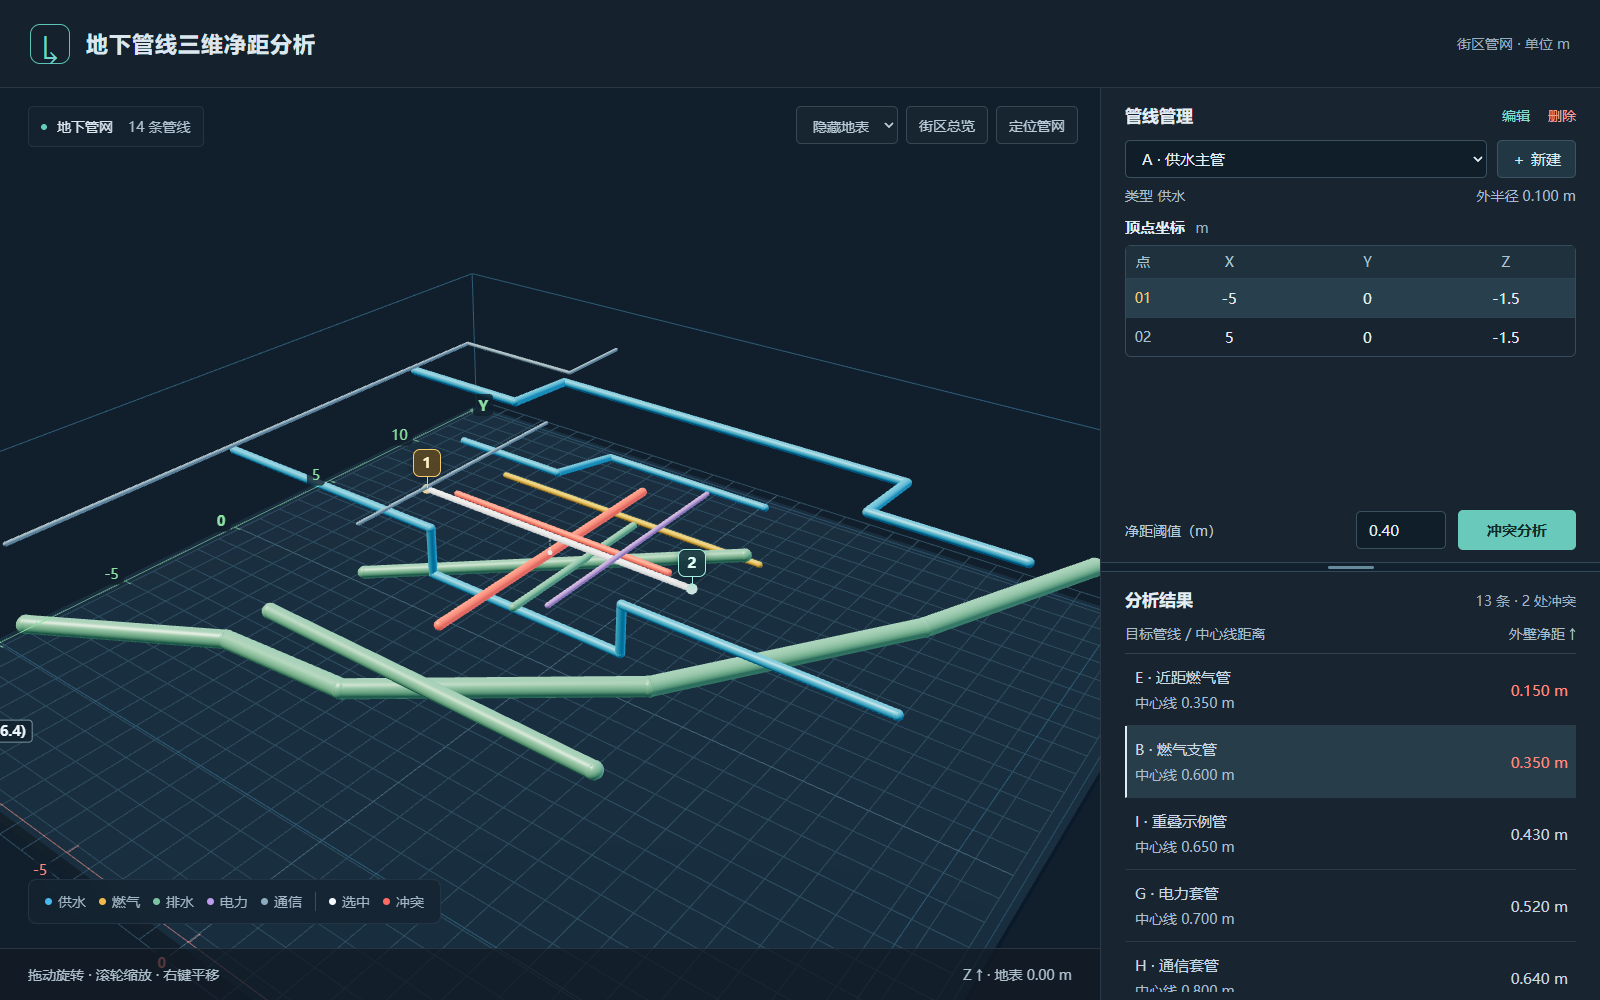 地下管线三维净距分析
街区管网 · 单位 m
地下管网 14 条管线
隐藏地表
街区总览
定位管网
Y
10
5
0
-5
1
2
6.4)
-5
0
供水 燃气 排水 电力 通信 选中 冲突
拖动旋转 · 滚轮缩放 · 右键平移
Z ↑ · 地表 0.00 m
管线管理
编辑 删除
A · 供水主管
+ 新建
类型 供水
外半径 0.100 m
顶点坐标 m
点 X Y Z
01 -5 0 -1.5
02 5 0 -1.5
净距阈值（m）
0.40
冲突分析
分析结果
13 条 · 2 处冲突
目标管线 / 中心线距离
外壁净距 ↑
E · 近距燃气管
中心线 0.350 m
0.150 m
B · 燃气支管
中心线 0.600 m
0.350 m
I · 重叠示例管
中心线 0.650 m
0.430 m
G · 电力套管
中心线 0.700 m
0.520 m
H · 通信套管
中心线 0.800 m
0.640 m